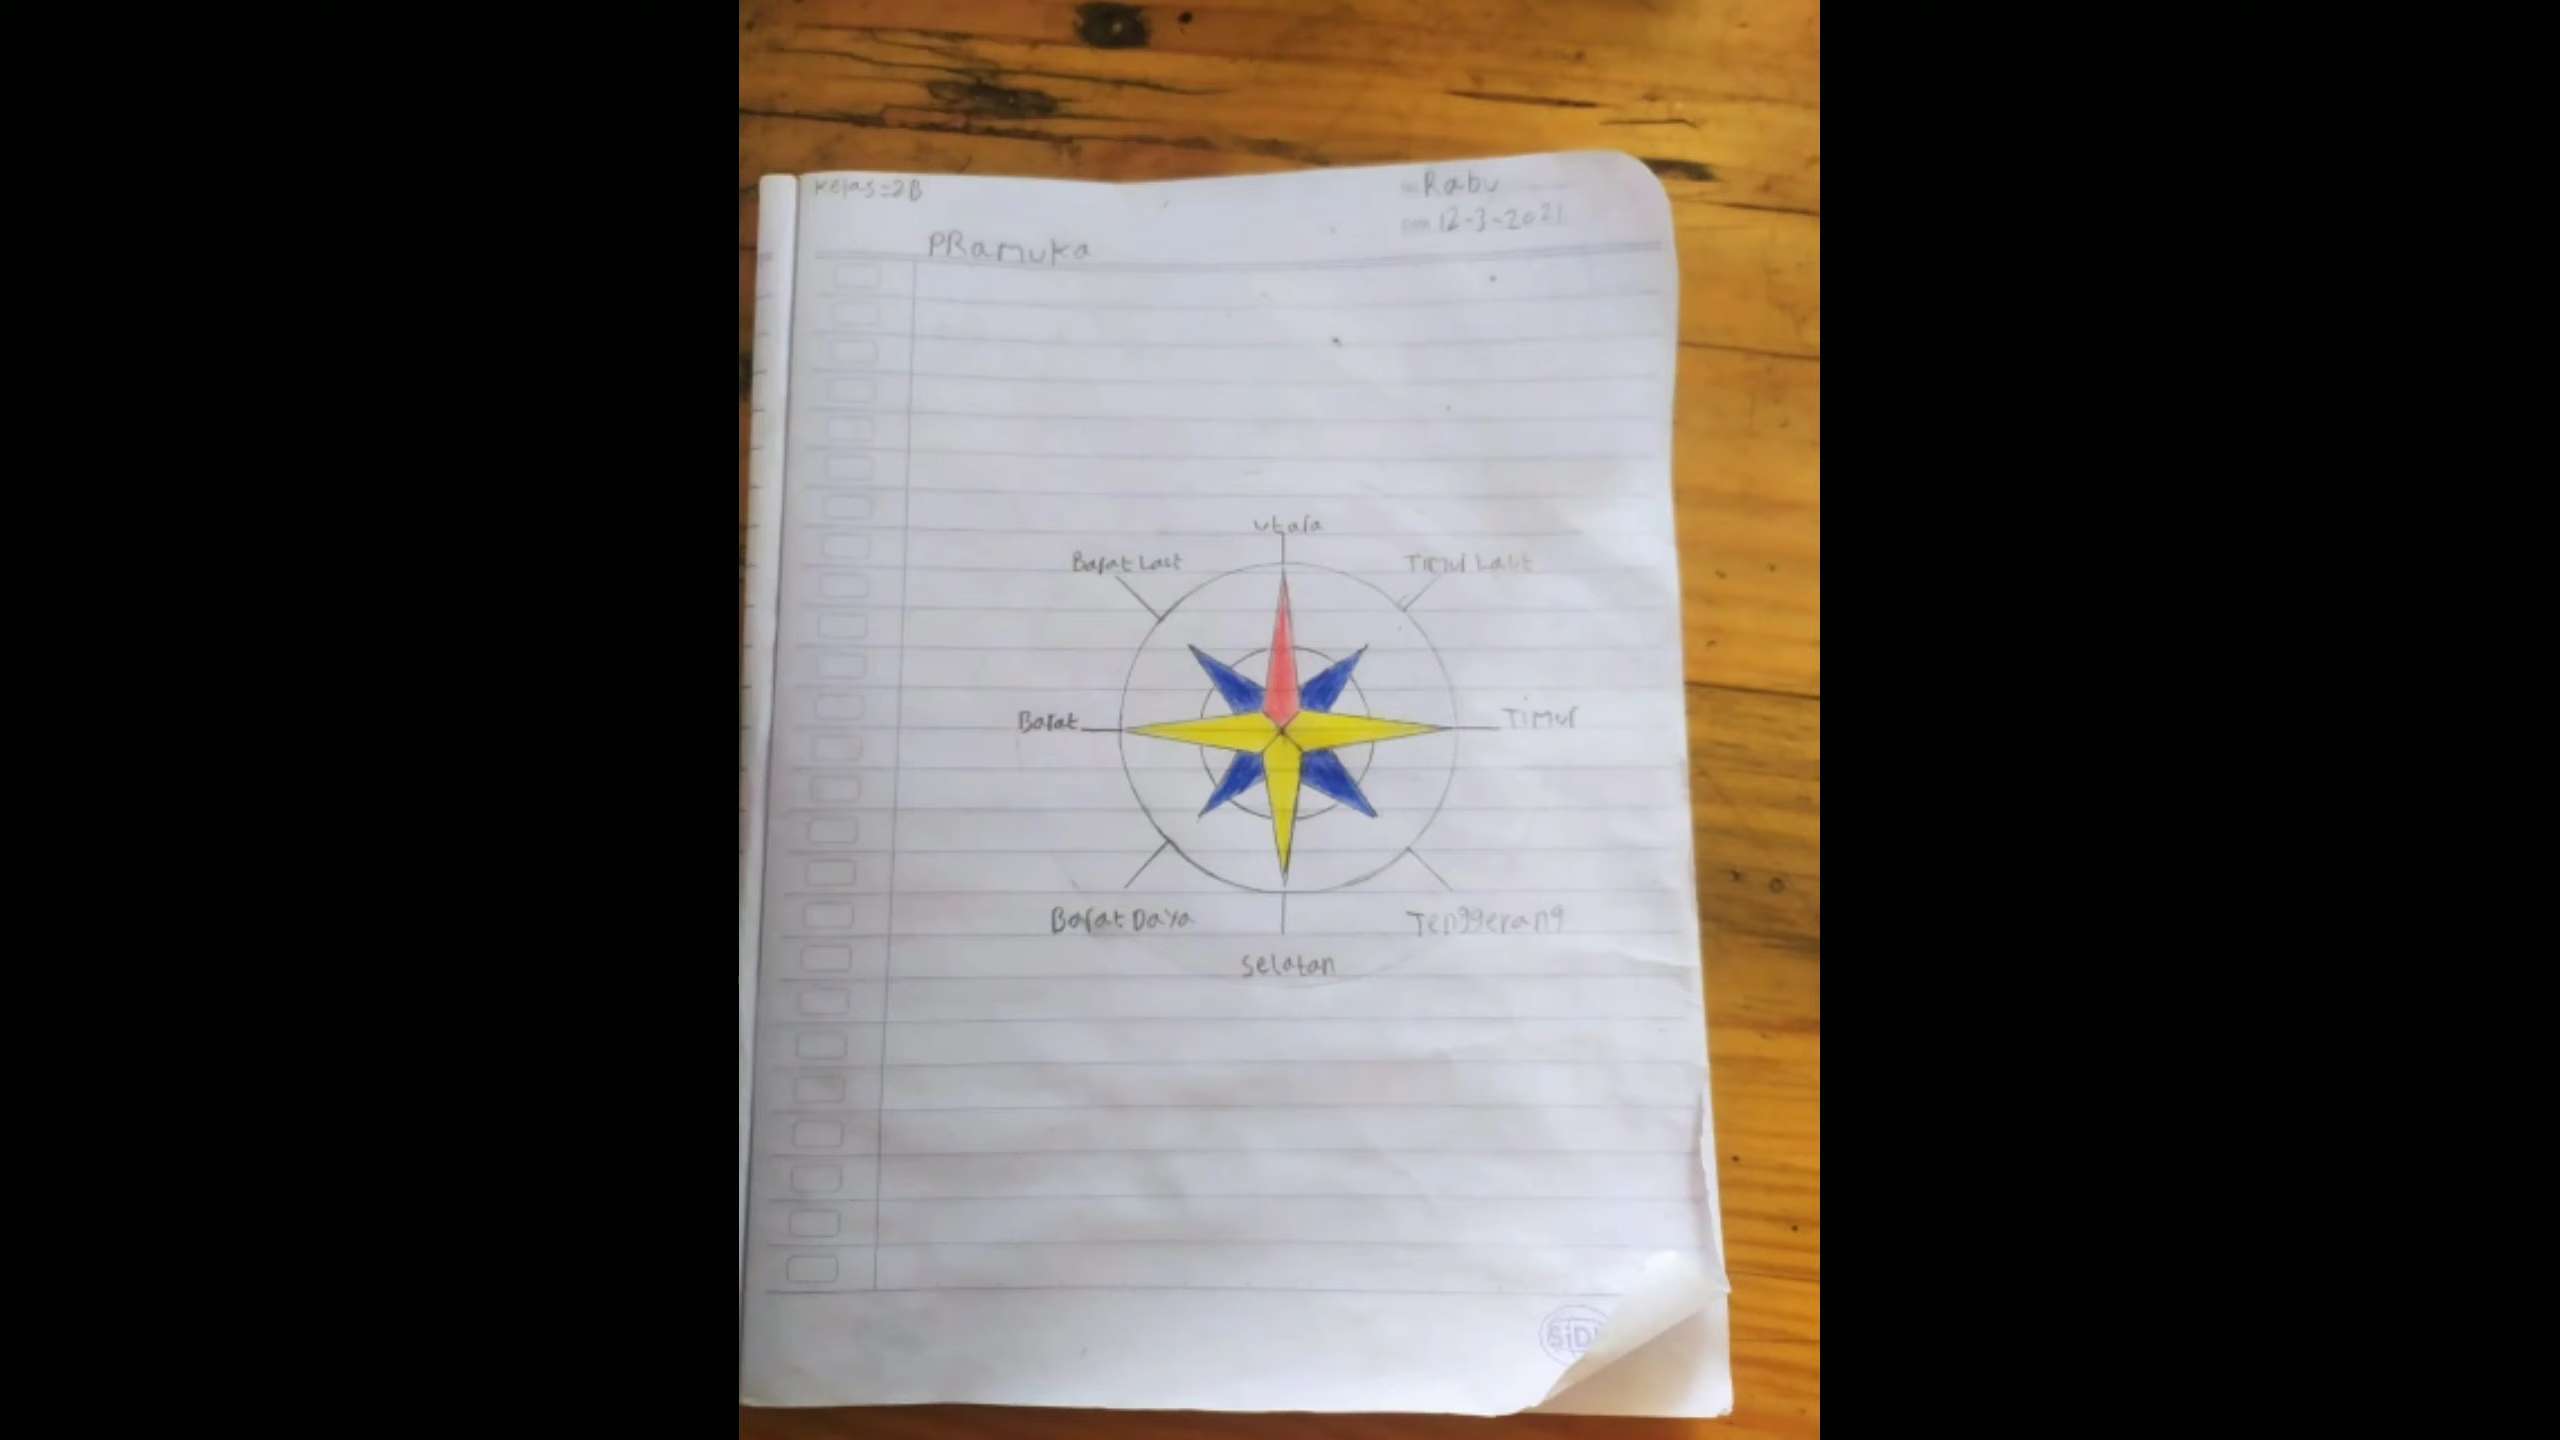 Kelas=2B
Rabu
12-3-2021
PRamuka
utara
Barat Laut
Timur Laut
Barat
Timur
Barat Daya
Tenggerang
selatan